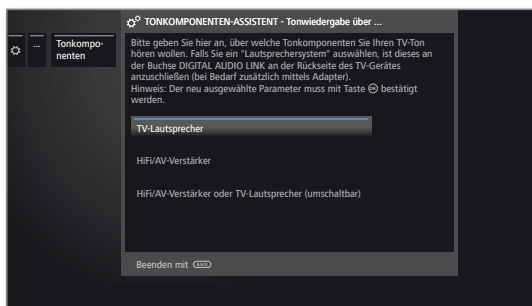 TONKOMPONENTEN-ASSISTENT - Tonwiedergabe über ...
...
Tonkompo-
nenten
Bitte geben Sie hier an, über welche Tonkomponenten Sie Ihren TV-Ton
hören wollen. Falls Sie ein "Lautsprechersystem" auswählen, ist dieses an
der Buchse DIGITAL AUDIO LINK an der Rückseite des TV-Gerätes
anzuschließen (bei Bedarf zusätzlich mittels Adapter).
Hinweis: Der neu ausgewählte Parameter muss mit Taste OK bestätigt
werden.
TV-Lautsprecher
HiFi/AV-Verstärker
HiFi/AV-Verstärker oder TV-Lautsprecher (umschaltbar)
Beenden mit BACK